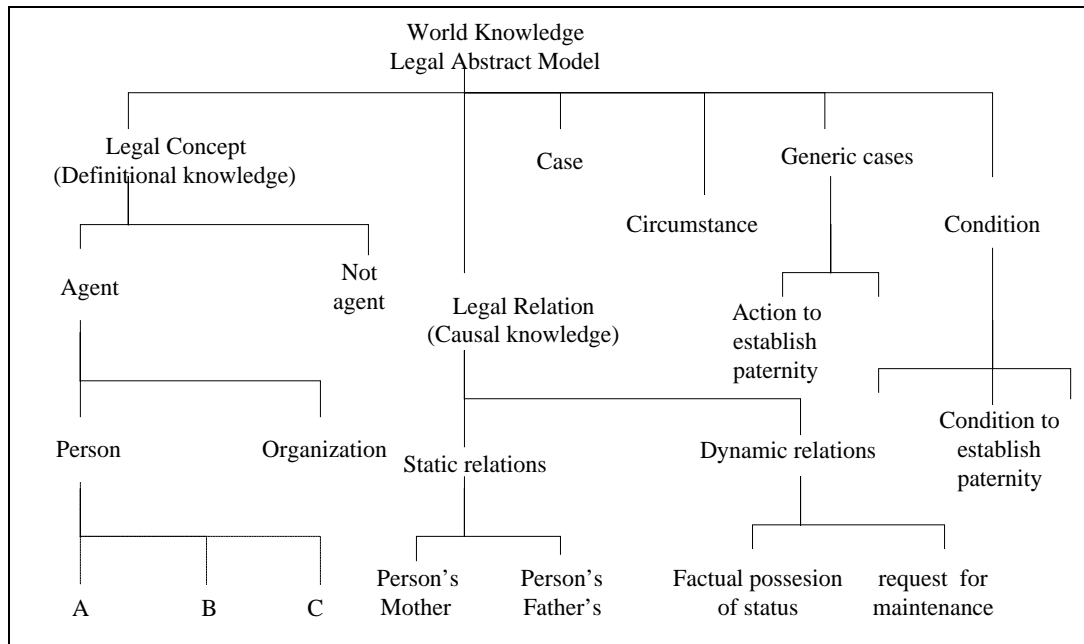 World Knowledge
Legal Abstract Model
Legal Concept
(Definitional knowledge)
Case
Generic cases
Circumstance
Condition
Agent
Not
agent
Legal Relation
(Causal knowledge)
Action to
establish
paternity
Person
Organization
Static relations
Dynamic relations
Condition to
establish
paternity
A
B
C
Person's
Mother
Person's
Father's
Factual possesion
of status
request for
maintenance